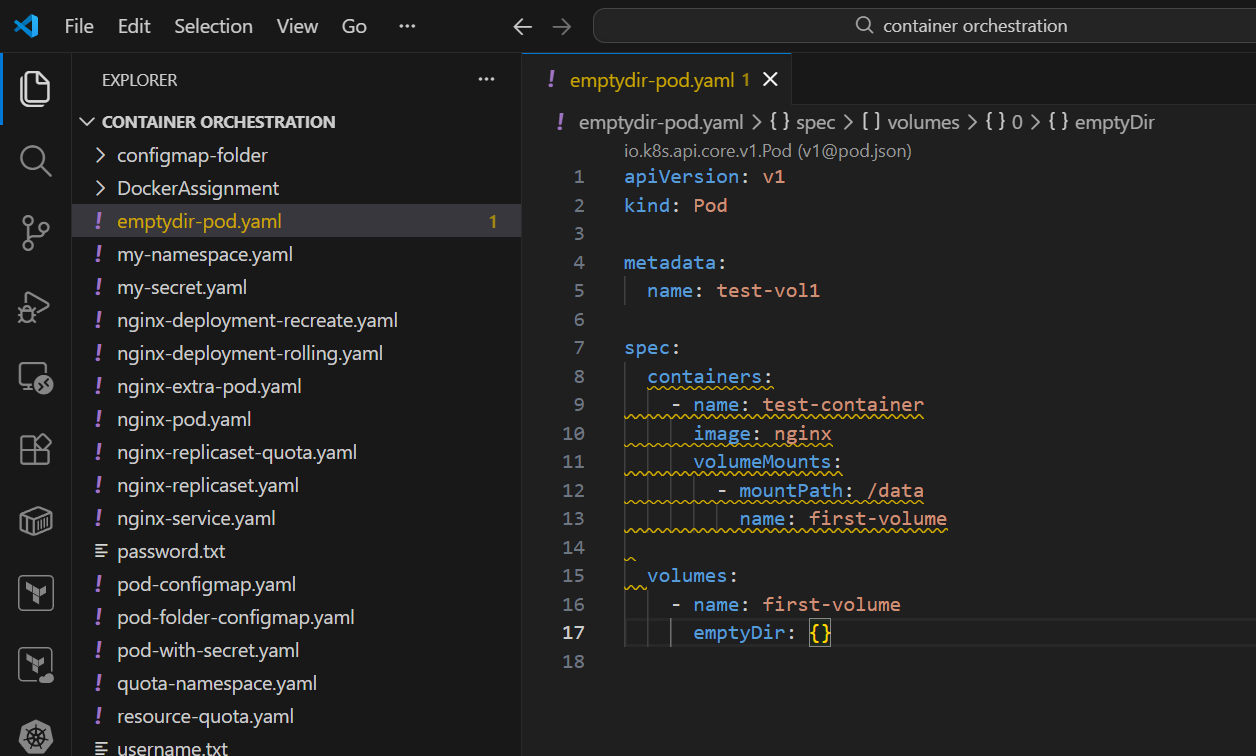 File Edit Selection View Go ··· container orchestration
EXPLORER ···
CONTAINER ORCHESTRATION
configmap-folder
DockerAssignment
! emptydir-pod.yaml 1
! my-namespace.yaml
! my-secret.yaml
! nginx-deployment-recreate.yaml
! nginx-deployment-rolling.yaml
! nginx-extra-pod.yaml
! nginx-pod.yaml
! nginx-replicaset-quota.yaml
! nginx-replicaset.yaml
! nginx-service.yaml
password.txt
! pod-configmap.yaml
! pod-folder-configmap.yaml
! pod-with-secret.yaml
! quota-namespace.yaml
! resource-quota.yaml
username.txt
! emptydir-pod.yaml 1
! emptydir-pod.yaml > {} spec > [ ] volumes > {} 0 > {} emptyDir
io.k8s.api.core.v1.Pod (v1@pod.json)
1 apiVersion: v1
2 kind: Pod
3
4 metadata:
5   name: test-vol1
6
7 spec:
8   containers:
9     - name: test-container
10       image: nginx
11       volumeMounts:
12         - mountPath: /data
13           name: first-volume
14
15   volumes:
16     - name: first-volume
17       emptyDir: {}
18